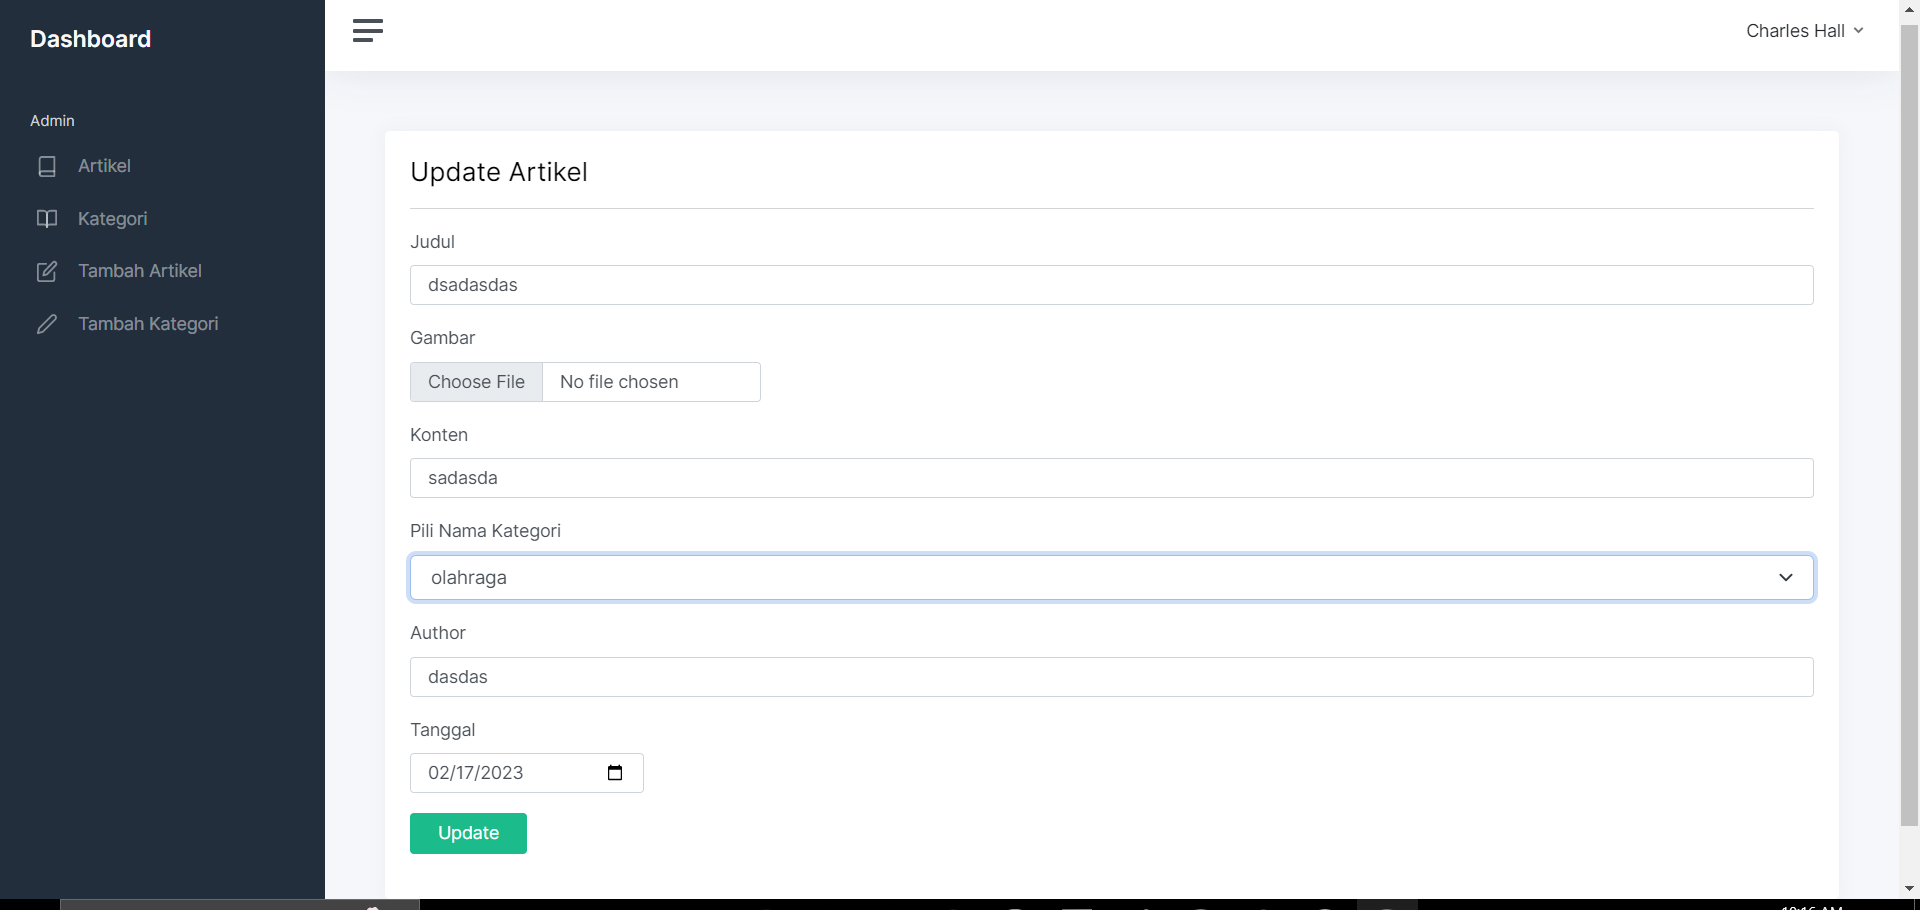 Dashboard
Charles Hall
Admin
Artikel
Kategori
Tambah Artikel
Tambah Kategori
Update Artikel
Judul
dsadasdas
Gambar
Choose File
No file chosen
Konten
sadasda
Pili Nama Kategori
olahraga
Author
dasdas
Tanggal
02/17/2023
Update